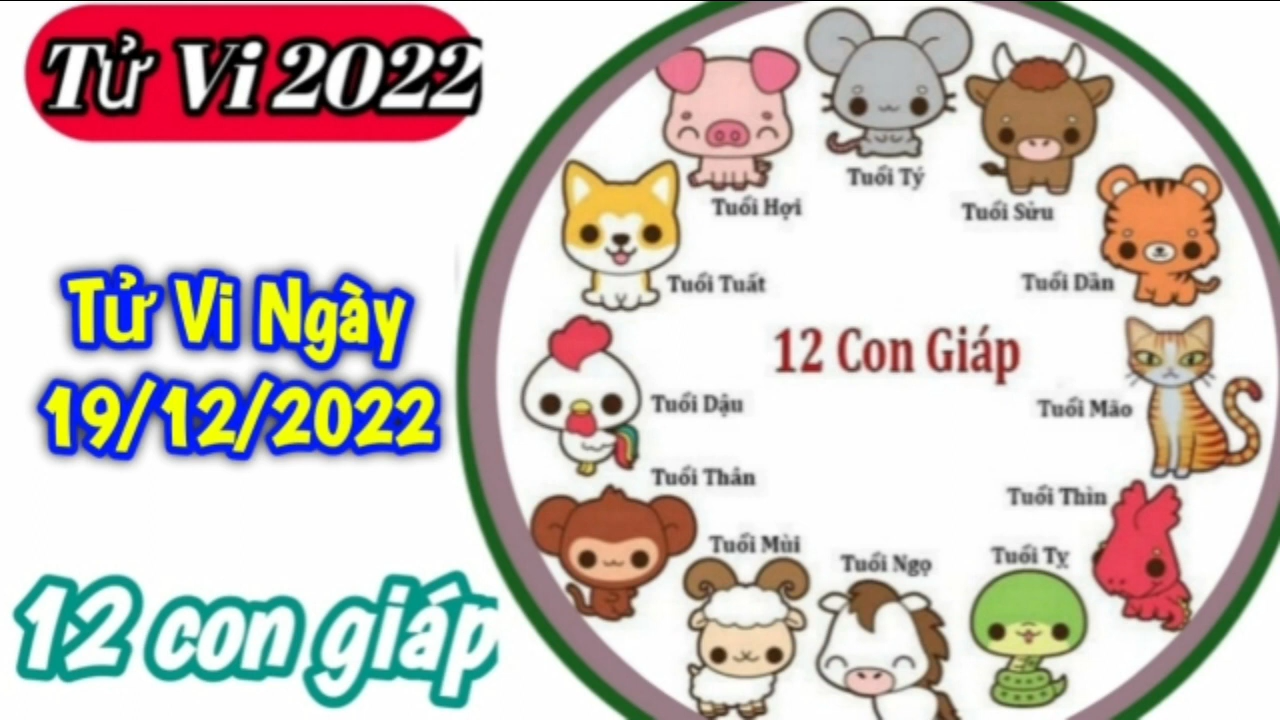 Tử Vi 2022
Tử Vi Ngày
19/12/2022
12 con giáp
Tuổi Tý
Tuổi Hợi
Tuổi Sửu
Tuổi Tuất
Tuổi Dần
12 Con Giáp
Tuổi Dậu
Tuổi Mão
Tuổi Thân
Tuổi Thìn
Tuổi Mùi
Tuổi Ngọ
Tuổi Tỵ